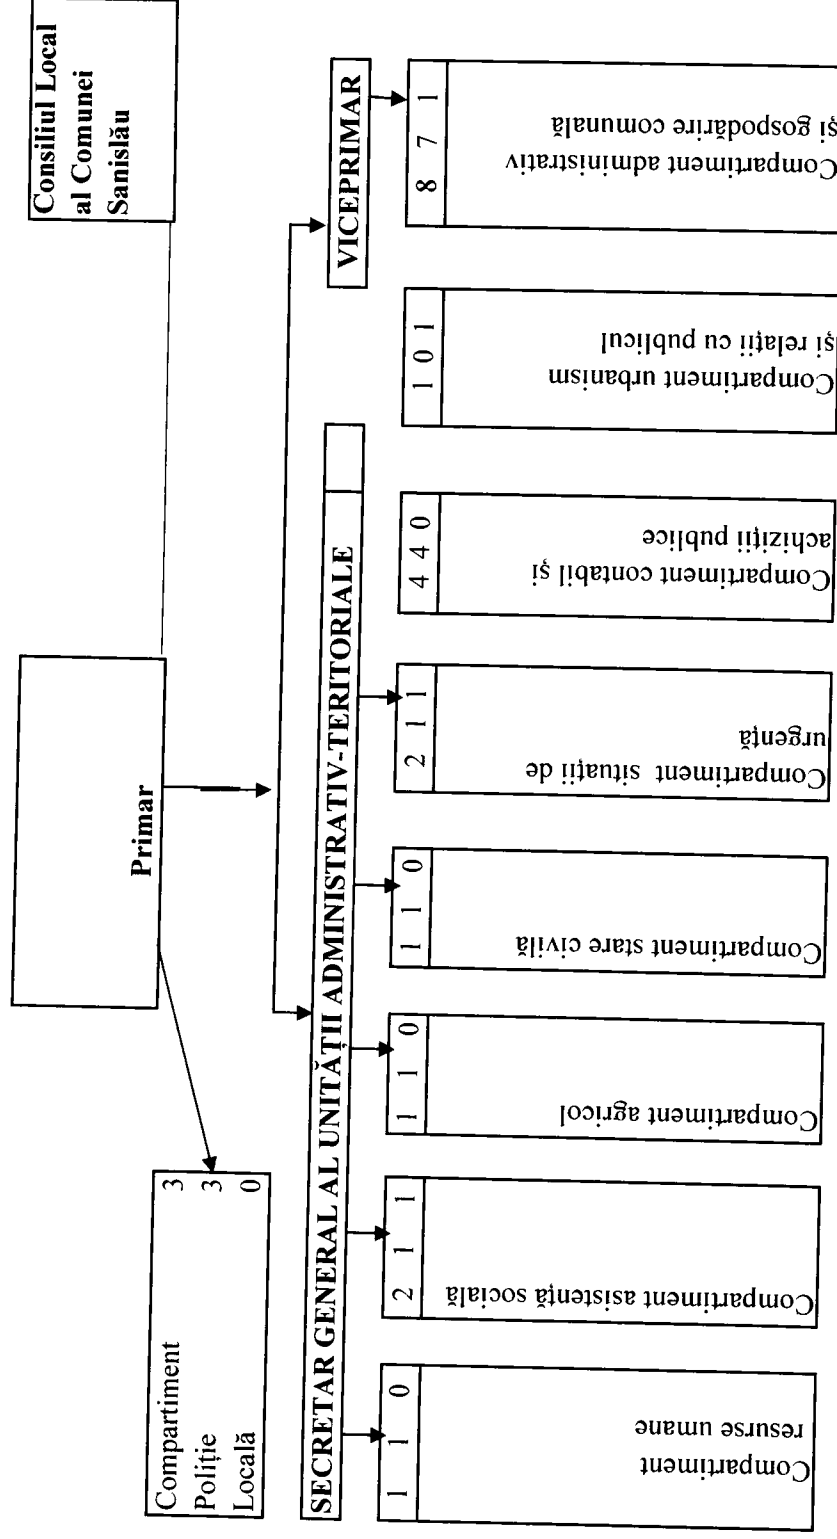 Consiliul Local
al Comunei
Sanislău
Primar
Compartiment 3
Poliție 3
Locală 0
SECRETAR GENERAL AL UNITĂȚII ADMINISTRATIV-TERITORIALE
VICEPRIMAR
1 1 0
Compartiment
resurse umane
2 1 1
Compartiment asistență socială
1 1 0
Compartiment agricol
1 1 0
Compartiment stare civilă
2 1 1
Compartiment situații de
urgență
4 4 0
Compartiment contabil și
achiziții publice
1 0 1
Compartiment urbanism
și relații cu publicul
8 7 1
Compartiment administrativ
și gospodărire comunală